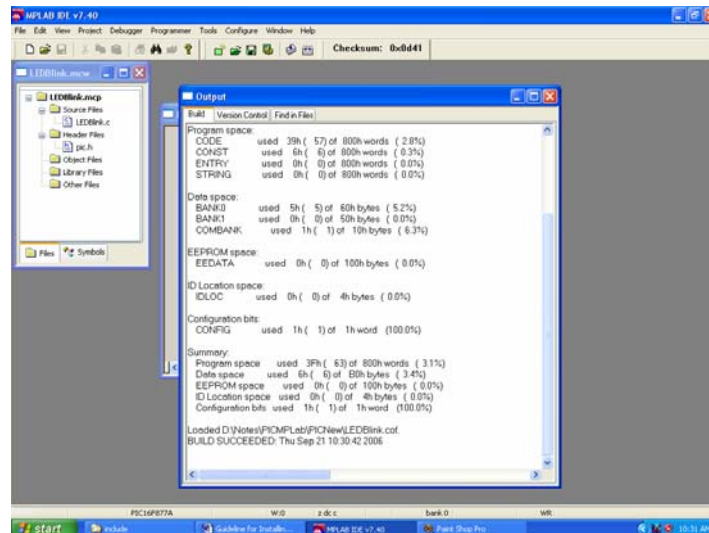 MPLAB IDE v7.40
File Edit View Project Debugger Programmer Tools Configure Window Help
Checksum: 0x0d41
LEDBlink.mcw
LEDBlink.mcp
Source Files
LEDBlink.c
Header Files
pic.h
Object Files
Library Files
Other Files
Files Symbols
Output
Build Version Control Find in Files
Program space:
CODE used 39h ( 57) of 800h words ( 2.8%)
CONST used 6h ( 6) of 800h words ( 0.3%)
ENTRY used 0h ( 0) of 800h words ( 0.0%)
STRING used 0h ( 0) of 800h words ( 0.0%)
Data space:
BANK0 used 5h ( 5) of 60h bytes ( 5.2%)
BANK1 used 0h ( 0) of 50h bytes ( 0.0%)
COMBANK used 1h ( 1) of 10h bytes ( 6.3%)
EEPROM space:
EEDATA used 0h ( 0) of 100h bytes ( 0.0%)
ID Location space:
IDLOC used 0h ( 0) of 4h bytes ( 0.0%)
Configuration bits:
CONFIG used 1h ( 1) of 1h word (100.0%)
Summary:
Program space used 3Fh ( 63) of 800h words ( 3.1%)
Data space used 6h ( 6) of B0h bytes ( 3.4%)
EEPROM space used 0h ( 0) of 100h bytes ( 0.0%)
ID Location space used 0h ( 0) of 4h bytes ( 0.0%)
Configuration bits used 1h ( 1) of 1h word (100.0%)
Loaded D:\Notes\PICMPLab\PICNew\LEDBlink.cof.
BUILD SUCCEEDED: Thu Sep 21 10:30:42 2006
PIC16F877A W:0 z dc c bank 0 WR
start include Guideline for Installin... MPLAB IDE v7.40 Paint Shop Pro 10:31 AM